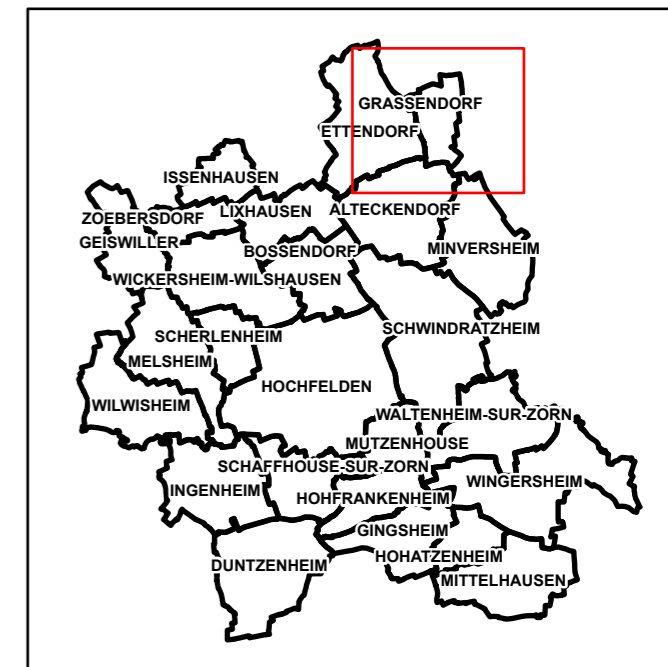 GRASSENDORF
ETTENDORF
ISSENHAUSEN
LIXHAUSEN
ALTECKENDORF
ZOEBERSDORF
GEISWILLER
BOSSENDORF
MINVERSHEIM
WICKERSHEIM-WILSHAUSEN
SCHERLENHEIM
SCHWINDRATZHEIM
MELSHEIM
HOCHFELDEN
WILWISHEIM
WALTENHEIM-SUR-ZORN
MUTZENHOUSE
SCHAFFHOUSE-SUR-ZORN
WINGERSHEIM
INGENHEIM
HOHFRANKENHEIM
GINGSHEIM
HOHATZENHEIM
DUNTZENHEIM
MITTELHAUSEN